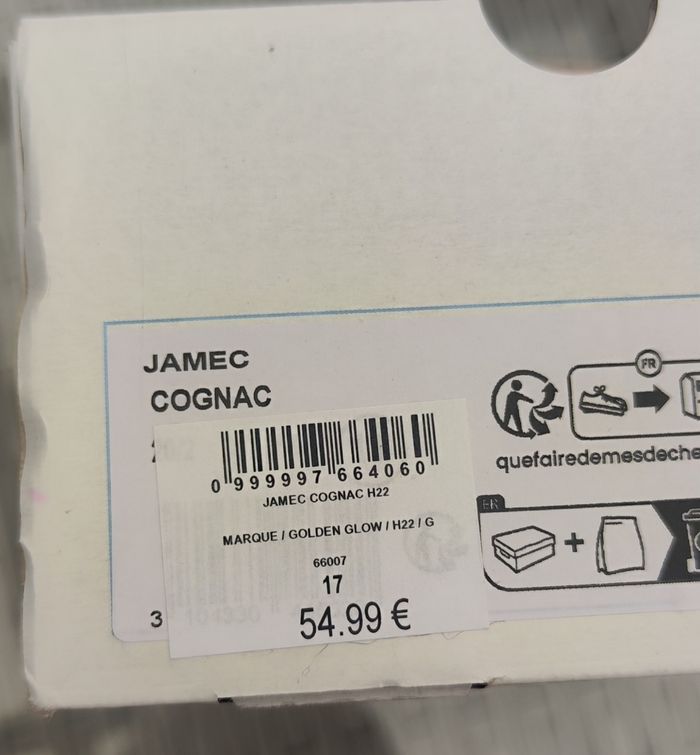 JAMEC
COGNAC
FR
quefairedemesdeche
0 999997 664060
JAMEC COGNAC H22
MARQUE / GOLDEN GLOW / H22 / G
FR
+
66007
17
54.99 €
3